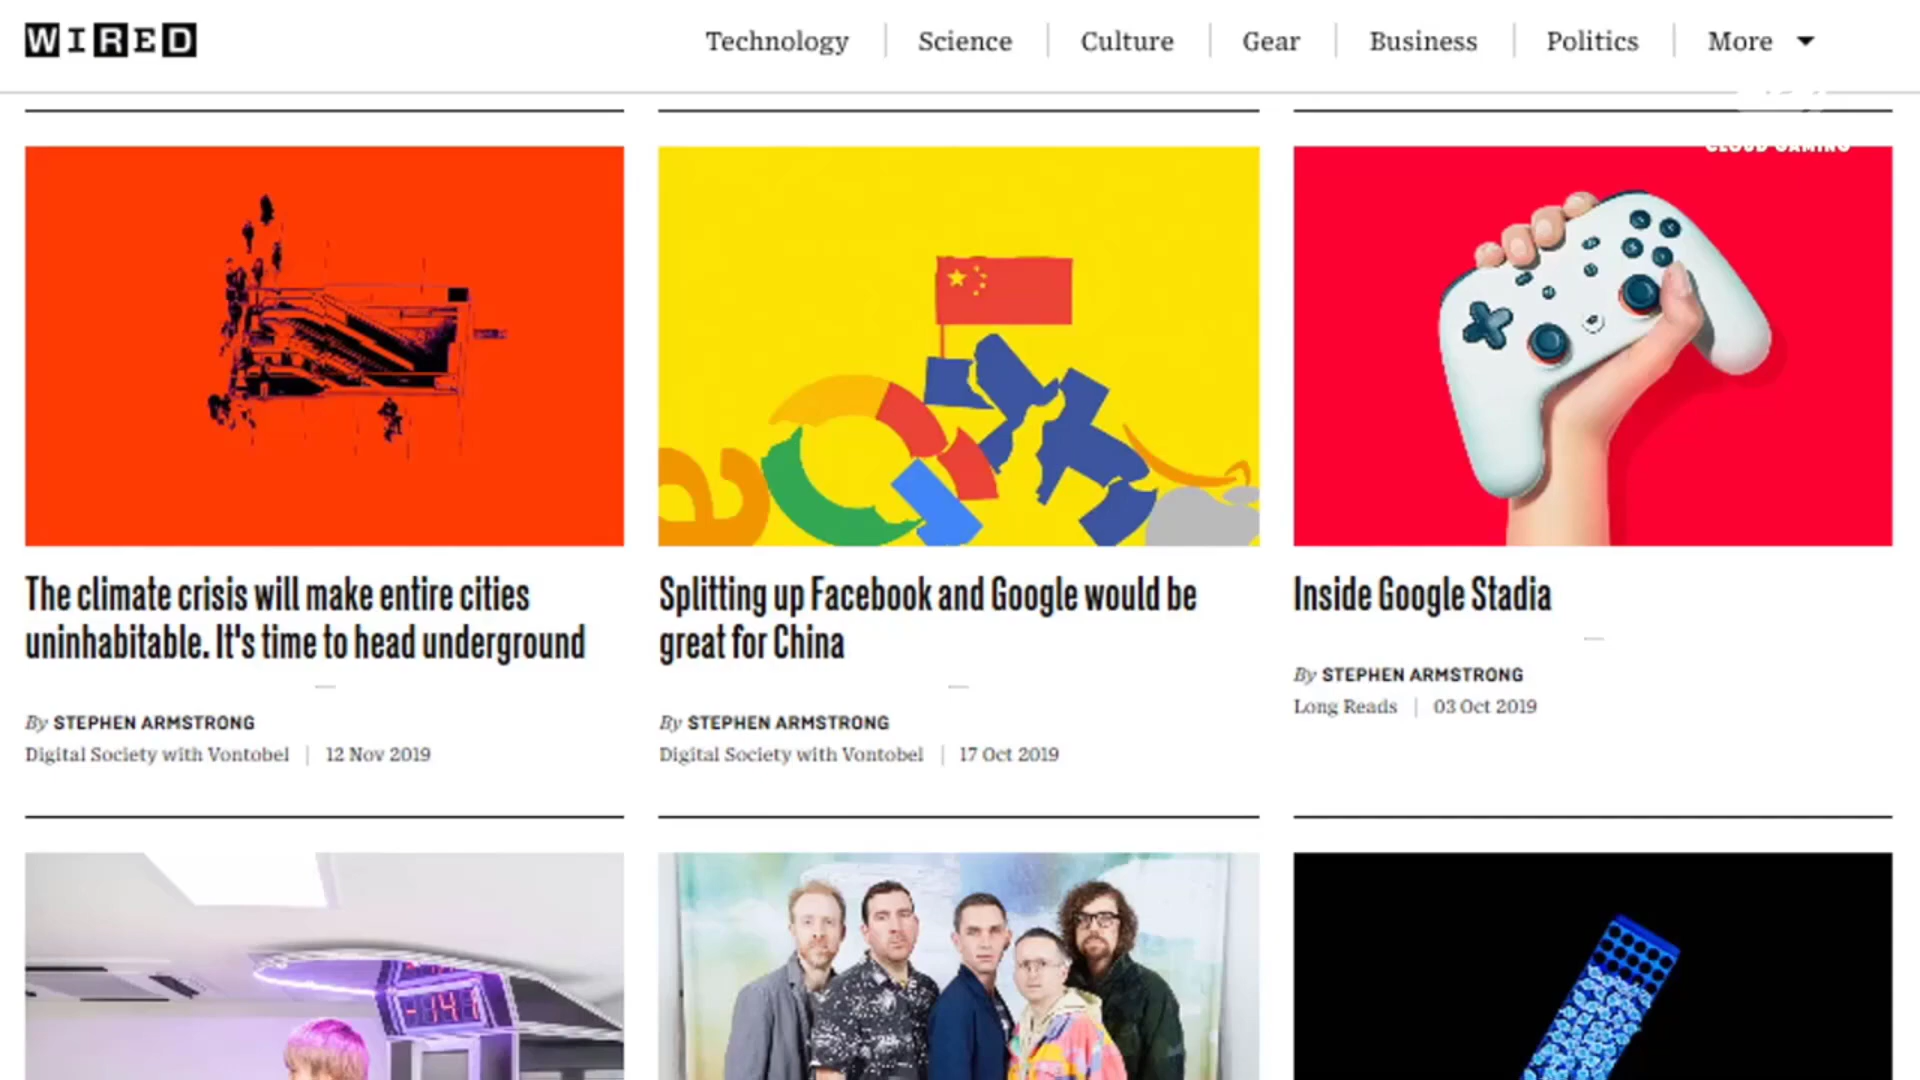 WIRED
Technology
Science
Culture
Gear
Business
Politics
More
CLOUD GAMING
The climate crisis will make entire cities
uninhabitable. It's time to head underground
By STEPHEN ARMSTRONG
Digital Society with Vontobel | 12 Nov 2019
Splitting up Facebook and Google would be
great for China
By STEPHEN ARMSTRONG
Digital Society with Vontobel | 17 Oct 2019
Inside Google Stadia
By STEPHEN ARMSTRONG
Long Reads | 03 Oct 2019
-141